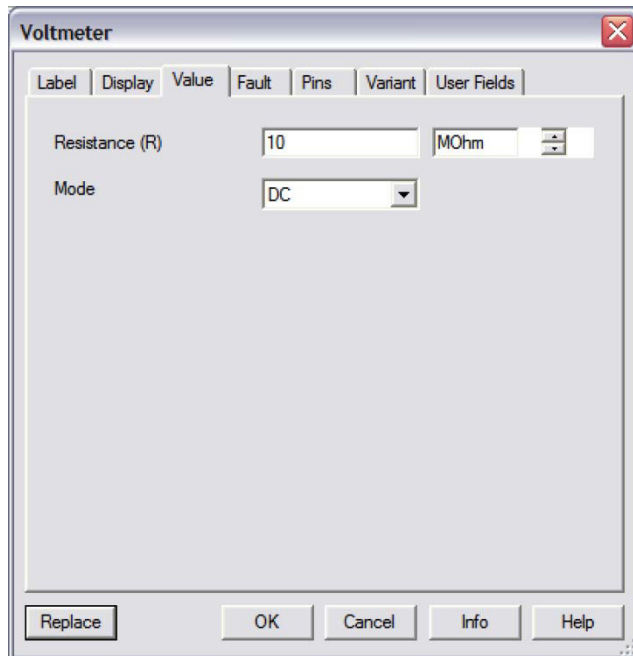 Voltmeter
Label Display Value Fault Pins Variant User Fields
Resistance (R) 10 MOhm
Mode DC
Replace OK Cancel Info Help